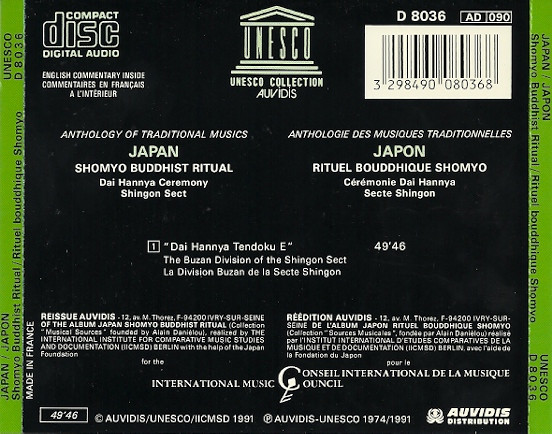 UNESCO
D 8036
JAPAN / JAPON
Shomyo Buddhist Ritual / Rituel bouddhique Shomyo
COMPACT
disc
DIGITAL AUDIO
ENGLISH COMMENTARY INSIDE
COMMENTAIRES EN FRANÇAIS
A L'INTÉRIEUR
UNESCO
UNESCO COLLECTION
AUVIDIS
D 8036
AD 090
3 298490 080368
ANTHOLOGY OF TRADITIONAL MUSICS
JAPAN
SHOMYO BUDDHIST RITUAL
Dai Hannya Ceremony
Shingon Sect
ANTHOLOGIE DES MUSIQUES TRADITIONNELLES
JAPON
RITUEL BOUDDHIQUE SHOMYO
Cérémonie Dai Hannya
Secte Shingon
1 "Dai Hannya Tendoku E" 49'46
The Buzan Division of the Shingon Sect
La Division Buzan de la Secte Shingon
REISSUE AUVIDIS - 12, av. M. Thorez, F-94200 IVRY-SUR-SEINE
OF THE ALBUM JAPAN SHOMYO BUDDHIST RITUAL (Collection
"Musical Sources" founded by Alain Daniélou), realized by THE
INTERNATIONAL INSTITUTE FOR COMPARATIVE MUSIC STUDIES
AND DOCUMENTATION (IICMSD) BERLIN with the help of the Japan
Foundation
for the
INTERNATIONAL MUSIC COUNCIL
RÉÉDITION AUVIDIS - 12, av. M. Thorez, F-94200 IVRY-SUR-
SEINE DE L'ALBUM JAPON RITUEL BOUDDHIQUE SHOMYO
(Collection "Sources Musicales", fondée par Alain Daniélou) réalisé
par l'INSTITUT INTERNATIONAL D'ETUDES COMPARATIVES DE LA
MUSIQUE ET DE DOCUMENTATION (IICMSD) BERLIN, avec l'aide de
la Fondation du Japon
pour le
CONSEIL INTERNATIONAL DE LA MUSIQUE
49'46
© AUVIDIS/UNESCO/IICMSD 1991
℗ AUVIDIS-UNESCO 1974/1991
AUVIDIS
DISTRIBUTION
MADE IN FRANCE
JAPAN / JAPON
Shomyo Buddhist Ritual / Rituel bouddhique Shomyo
UNESCO
D 8036